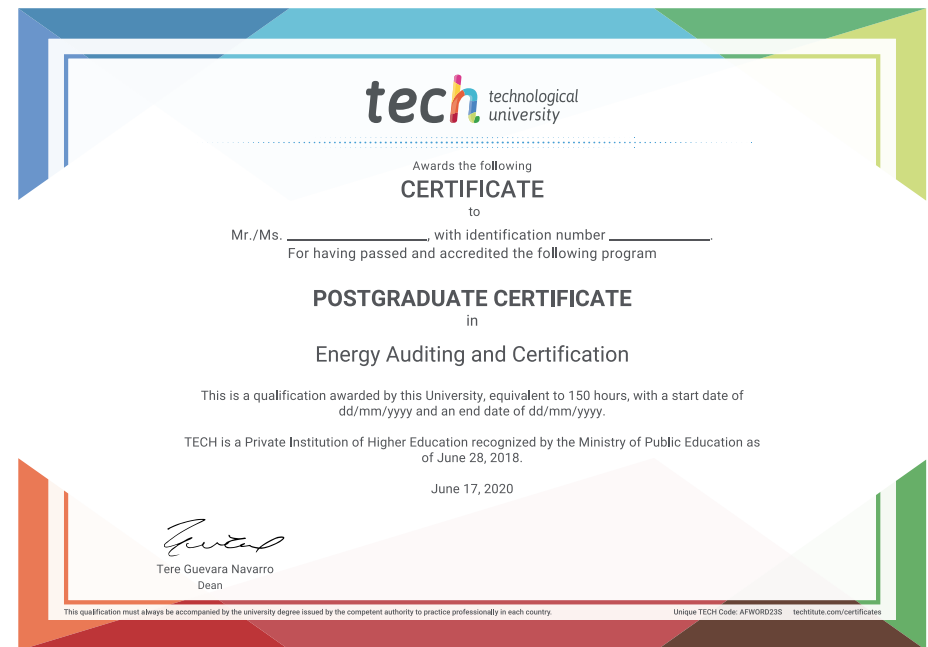 tech technological
university
Awards the following
CERTIFICATE
to
Mr./Ms. ____________________, with identification number ______________.
For having passed and accredited the following program
POSTGRADUATE CERTIFICATE
in
Energy Auditing and Certification
This is a qualification awarded by this University, equivalent to 150 hours, with a start date of
dd/mm/yyyy and an end date of dd/mm/yyyy.
TECH is a Private Institution of Higher Education recognized by the Ministry of Public Education as
of June 28, 2018.
June 17, 2020
Tere Guevara Navarro
Dean
This qualification must always be accompanied by the university degree issued by the competent authority to practice professionally in each country.
Unique TECH Code: AFWORD23S techtitute.com/certificates